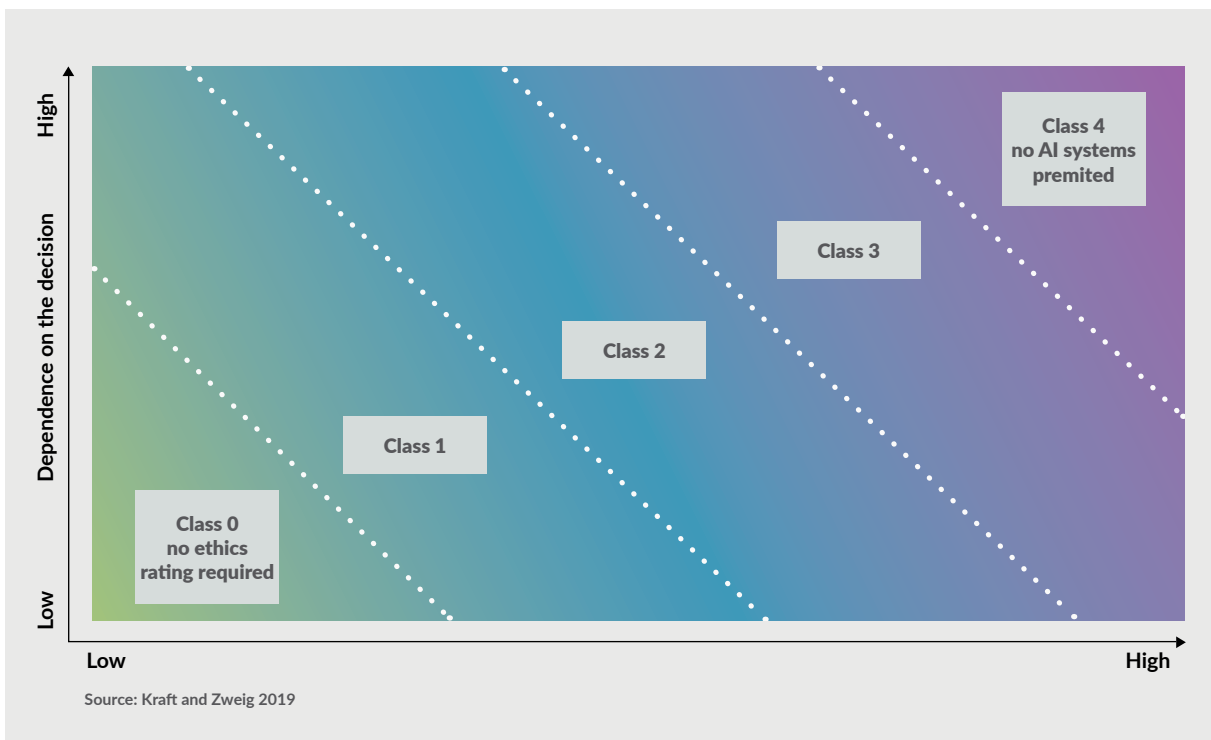 High
Dependence on the decision
Low
Class 4
no AI systems
premited
Class 3
Class 2
Class 1
Class 0
no ethics
rating required
Low
High
Source: Kraft and Zweig 2019